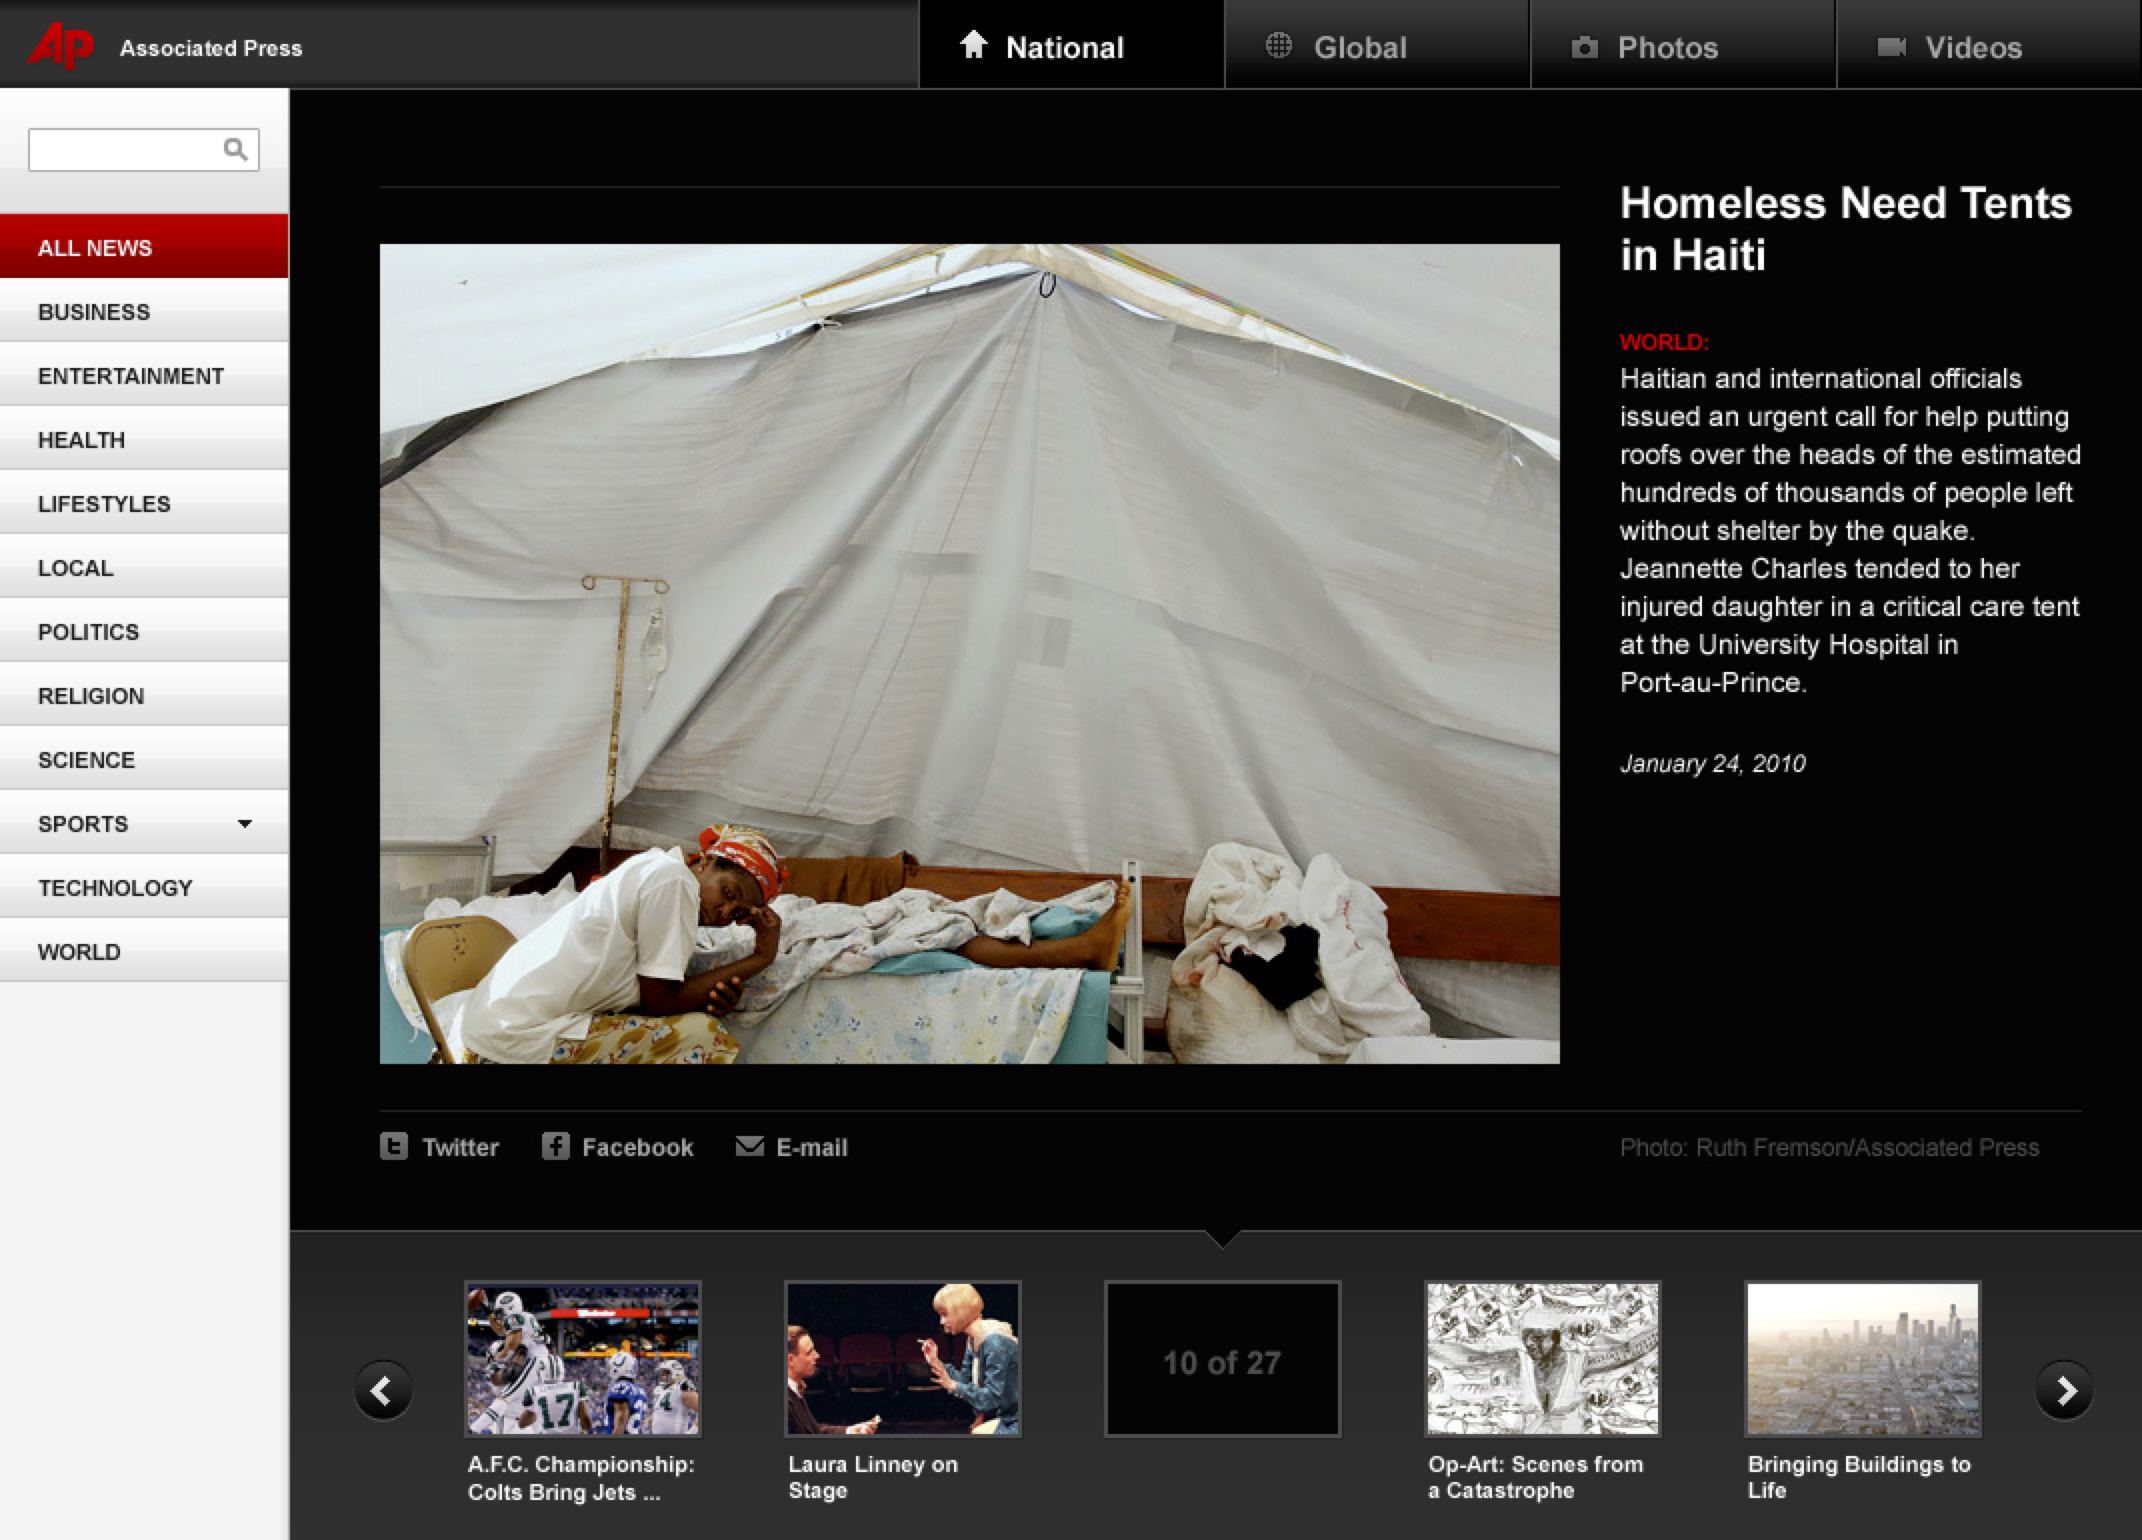 AP Associated Press
National
Global
Photos
Videos
ALL NEWS
BUSINESS
ENTERTAINMENT
HEALTH
LIFESTYLES
LOCAL
POLITICS
RELIGION
SCIENCE
SPORTS
TECHNOLOGY
WORLD
Homeless Need Tents
in Haiti
WORLD:
Haitian and international officials
issued an urgent call for help putting
roofs over the heads of the estimated
hundreds of thousands of people left
without shelter by the quake.
Jeannette Charles tended to her
injured daughter in a critical care tent
at the University Hospital in
Port-au-Prince.
January 24, 2010
Twitter
Facebook
E-mail
Photo: Ruth Fremson/Associated Press
17
4
10 of 27
A.F.C. Championship:
Colts Bring Jets ...
Laura Linney on
Stage
Op-Art: Scenes from
a Catastrophe
Bringing Buildings to
Life